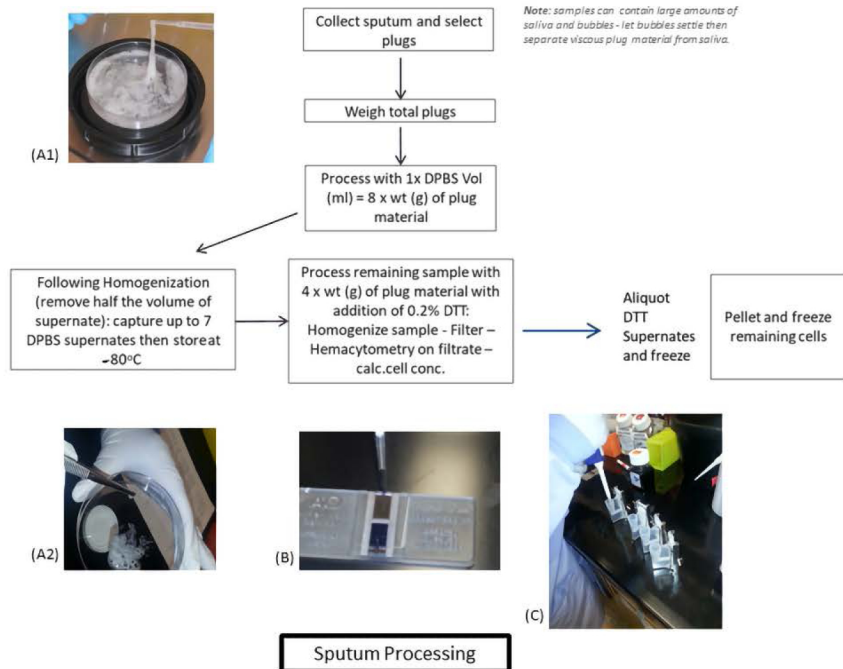 Collect sputum and select
plugs
Note: samples can contain large amounts of
saliva and bubbles - let bubbles settle then
separate viscous plug material from saliva.
Weigh total plugs
(A1)
Process with 1x DPBS Vol
(ml) = 8 x wt (g) of plug
material
Following Homogenization
(remove half the volume of
supernate): capture up to 7
DPBS supernates then storeat
-80°C
Process remaining sample with
4 x wt (g) of plug material with
addition of 0.2% DTT:
Homogenize sample - Filter –
Hemacytometry on filtrate –
calc.cell conc.
Aliquot
DTT
Supernates
and freeze
Pellet and freeze
remaining cells
(A2)
(B)
(C)
Sputum Processing